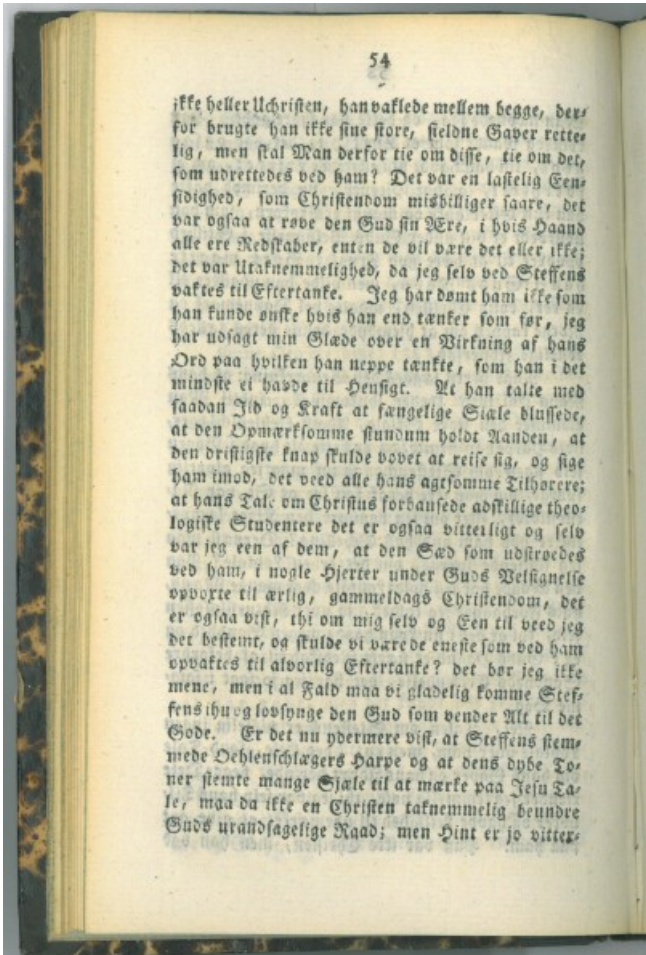 54
ikke heller Uchristen, han vaklede mellem begge, der-
for brugte han ikke sine store, sieldne Gaver rette-
lig, men skal Man derfor tie om disse, tie om det,
som udrettedes ved ham? Det var en lastelig Een-
sidighed, som Christendom misbilliger saare, det
var ogsaa at røve den Gud sin Ære, i hvis Haand
alle ere Redskaber, enten de vil være det eller ikke;
det var Utaknemmelighed, da jeg selv ved Steffens
vaktes til Eftertanke. Jeg har dømt ham ikke som
han kunde ønske hvis han end tænker som før, jeg
har udsagt min Glæde over en Virkning af hans
Ord paa hvilken han neppe tænkte, som han i det
mindste ei havde til Hensigt. At han talte med
saadan Ild og Kraft at fængelige Siæle blussede,
at den Opmærksomme stundum holdt Aanden, at
den dristigste knap skulde vovet at reise sig, og sige
ham imod, det veed alle hans agtsomme Tilhørere;
at hans Tale om Christus forbausede adskillige theo-
logiske Studentere det er ogsaa vitterligt og selv
var jeg een af dem, at den Sæd som udstrøedes
ved ham, i nogle Hjerter under Guds Velsignelse
opvoxte til ærlig, gammeldags Christendom, det
er ogsaa vist, thi om mig selv og Een til veed jeg
det bestemt, og skulde vi være de eneste som ved ham
opvaktes til alvorlig Eftertanke? det bør jeg ikke
mene, men i al Fald maa vi gladelig komme Stef-
fens ihu og lovsynge den Gud som vender Alt til det
Gode. Er det nu ydermere vist, at Steffens stem-
mede Oehlenschlægers Harpe og at dens dybe To-
ner stemte mange Sjæle til at mærke paa Jesu Ta-
le, maa da ikke en Christen taknemmelig beundre
Guds urandsagelige Raad; men Hint er jo vitter-